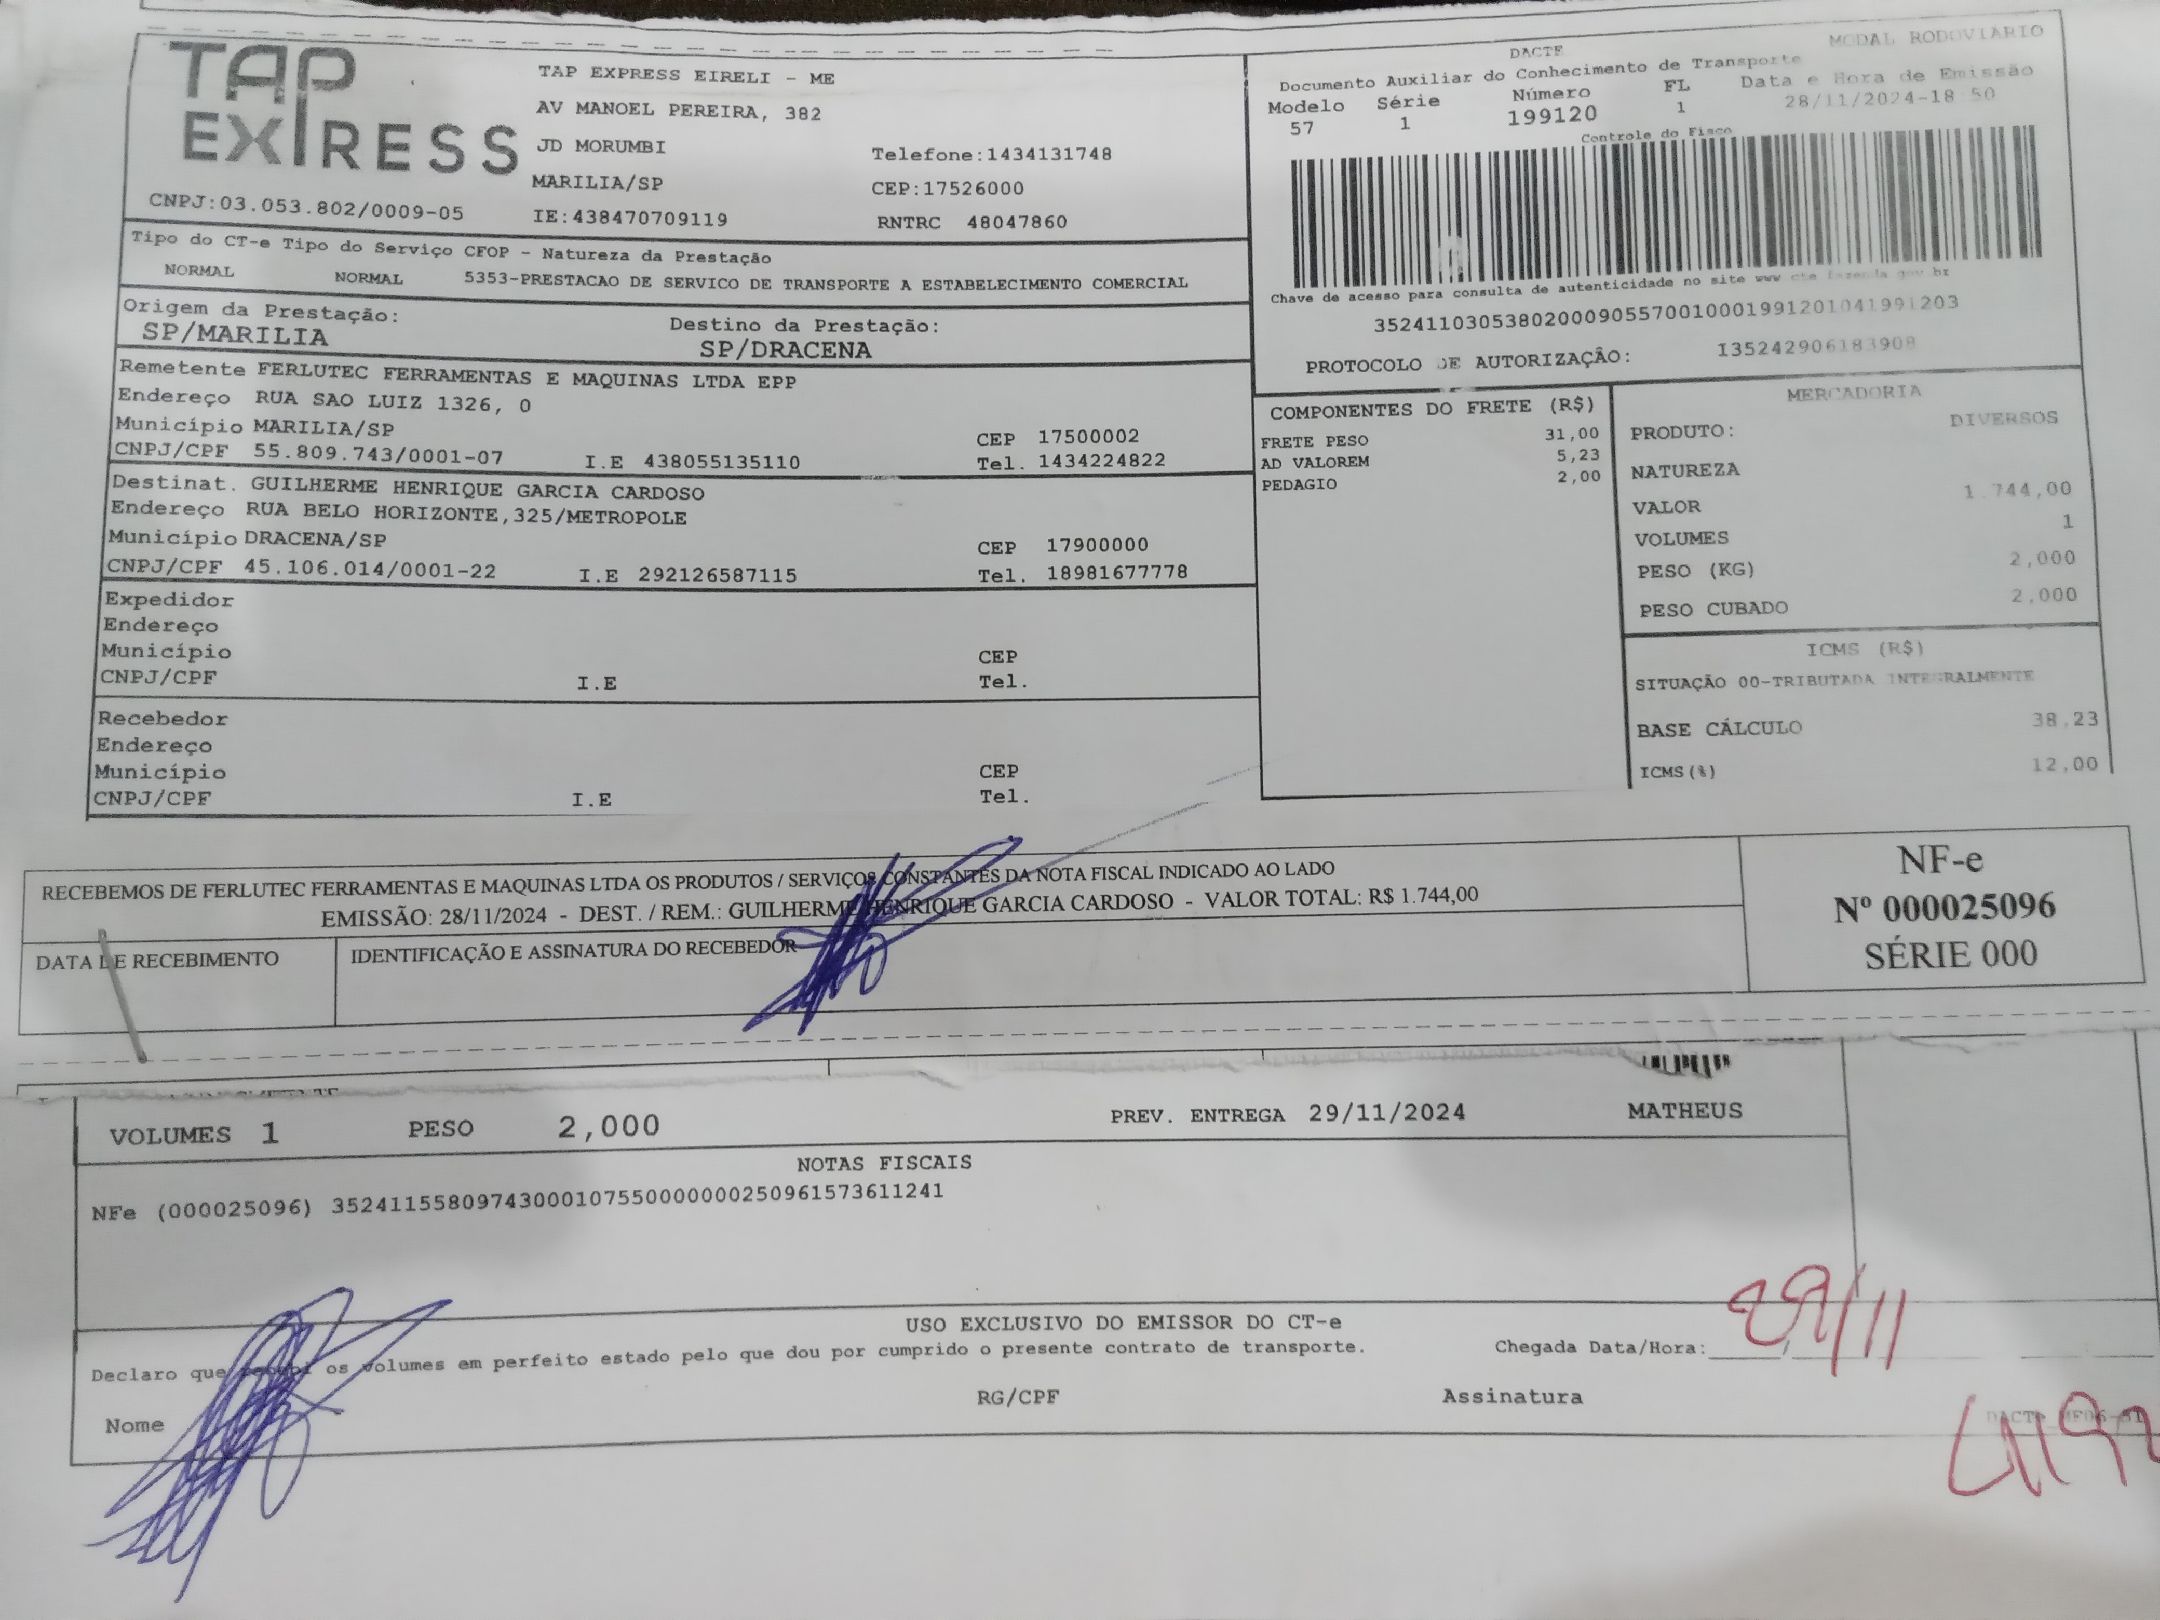 TAP EXPRESS
CNPJ:03.053.802/0009-05
TAP EXPRESS EIRELI - ME
AV MANOEL PEREIRA, 382
JD MORUMBI Telefone:1434131748
MARILIA/SP CEP:17526000
IE:438470709119 RNTRC 48047860
MODAL RODOVIARIO
DACTE
Documento Auxiliar do Conhecimento de Transporte
Modelo Série Número FL Data e Hora de Emissão
57 1 199120 1 28/11/2024-18:50
Controle do Fisco
Chave de acesso para consulta de autenticidade no site www cte fazenda gov br
35241103053802000905570010001991201041991203
PROTOCOLO DE AUTORIZAÇÂO: 135242906183908
Tipo do CT-e Tipo do Serviço CFOP - Natureza da Prestação
NORMAL NORMAL 5353-PRESTACAO DE SERVICO DE TRANSPORTE A ESTABELECIMENTO COMERCIAL
Origem da Prestação: Destino da Prestação:
SP/MARILIA SP/DRACENA
Remetente FERLUTEC FERRAMENTAS E MAQUINAS LTDA EPP
Endereço RUA SAO LUIZ 1326, 0
Município MARILIA/SP CEP 17500002
CNPJ/CPF 55.809.743/0001-07 I.E 438055135110 Tel. 1434224822
Destinat. GUILHERME HENRIQUE GARCIA CARDOSO
Endereço RUA BELO HORIZONTE,325/METROPOLE
Município DRACENA/SP CEP 17900000
CNPJ/CPF 45.106.014/0001-22 I.E 292126587115 Tel. 18981677778
Expedidor
Endereço
Município CEP
CNPJ/CPF I.E Tel.
Recebedor
Endereço
Município CEP
CNPJ/CPF I.E Tel.
COMPONENTES DO FRETE (R$)
FRETE PESO 31,00
AD VALOREM 5,23
PEDAGIO 2,00
MERCADORIA
PRODUTO: DIVERSOS
NATUREZA
VALOR 1.744,00
VOLUMES 1
PESO (KG) 2,000
PESO CUBADO 2,000
ICMS (R$)
SITUAÇÃO 00-TRIBUTADA INTEGRALMENTE
BASE CÁLCULO 38,23
ICMS(%) 12,00
RECEBEMOS DE FERLUTEC FERRAMENTAS E MAQUINAS LTDA OS PRODUTOS / SERVIÇOS CONSTANTES DA NOTA FISCAL INDICADO AO LADO
EMISSÃO: 28/11/2024 - DEST. / REM.: GUILHERME HENRIQUE GARCIA CARDOSO - VALOR TOTAL: R$ 1.744,00
DATA DE RECEBIMENTO IDENTIFICAÇÃO E ASSINATURA DO RECEBEDOR
NF-e
Nº 000025096
SÉRIE 000
VOLUMES 1 PESO 2,000 PREV. ENTREGA 29/11/2024 MATHEUS
NOTAS FISCAIS
NFe (000025096) 35241155809743000107550000000250961573611241
USO EXCLUSIVO DO EMISSOR DO CT-e
Declaro que recebi os volumes em perfeito estado pelo que dou por cumprido o presente contrato de transporte. Chegada Data/Hora: 29/11
Nome RG/CPF Assinatura